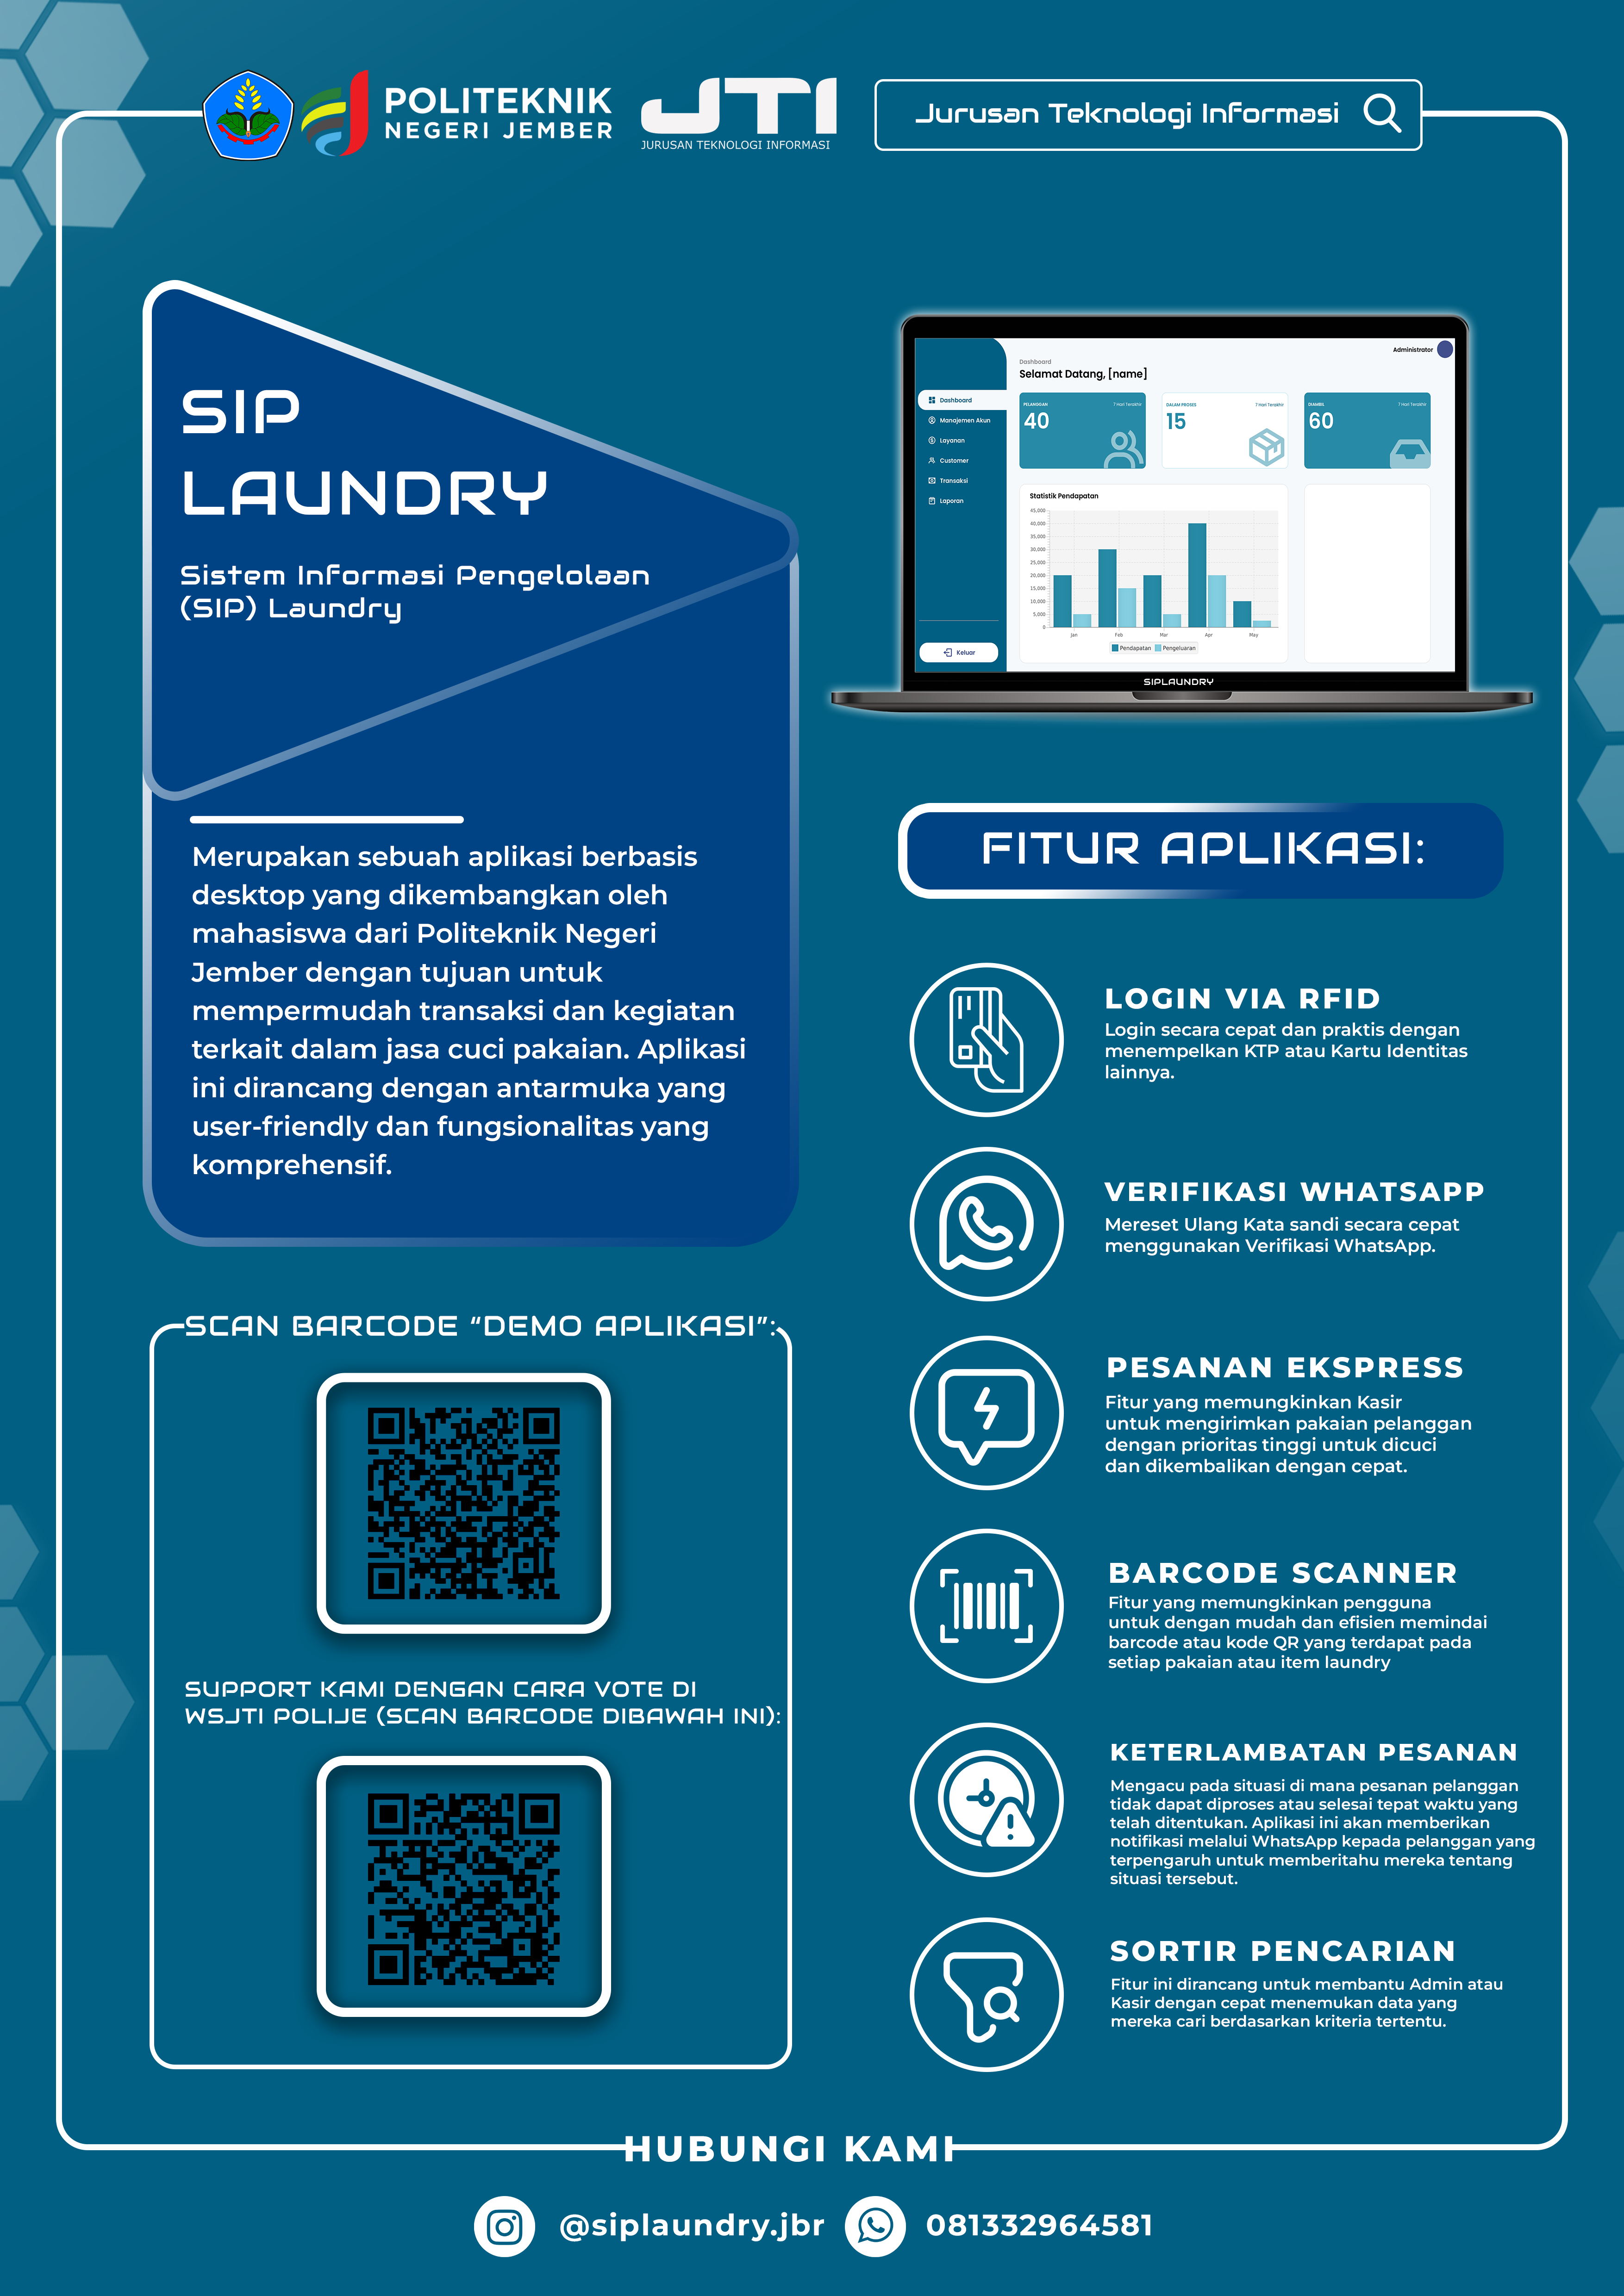 POLITEKNIK
NEGERI JEMBER
JTI
JURUSAN TEKNOLOGI INFORMASI
Jurusan Teknologi Informasi
SIP
LAUNDRY
Sistem Informasi Pengelolaan
(SIP) Laundry
Merupakan sebuah aplikasi berbasis
desktop yang dikembangkan oleh
mahasiswa dari Politeknik Negeri
Jember dengan tujuan untuk
mempermudah transaksi dan kegiatan
terkait dalam jasa cuci pakaian. Aplikasi
ini dirancang dengan antarmuka yang
user-friendly dan fungsionalitas yang
komprehensif.
SCAN BARCODE “DEMO APLIKASI”:
SUPPORT KAMI DENGAN CARA VOTE DI
WSJTI POLIJE (SCAN BARCODE DIBAWAH INI):
Administrator
Dashboard
Selamat Datang, [name]
Dashboard
Manajemen Akun
Layanan
Customer
Transaksi
Laporan
Keluar
PELANGGAN
7 Hari Terakhir
40
DALAM PROSES
7 Hari Terakhir
15
DIAMBIL
7 Hari Terakhir
60
Statistik Pendapatan
45,000
40,000
35,000
30,000
25,000
20,000
15,000
10,000
5,000
0
Jan Feb Mar Apr May
Pendapatan Pengeluaran
SIPLAUNDRY
FITUR APLIKASI:
LOGIN VIA RFID
Login secara cepat dan praktis dengan
menempelkan KTP atau Kartu Identitas
lainnya.
VERIFIKASI WHATSAPP
Mereset Ulang Kata sandi secara cepat
menggunakan Verifikasi WhatsApp.
PESANAN EKSPRESS
Fitur yang memungkinkan Kasir
untuk mengirimkan pakaian pelanggan
dengan prioritas tinggi untuk dicuci
dan dikembalikan dengan cepat.
BARCODE SCANNER
Fitur yang memungkinkan pengguna
untuk dengan mudah dan efisien memindai
barcode atau kode QR yang terdapat pada
setiap pakaian atau item laundry
KETERLAMBATAN PESANAN
Mengacu pada situasi di mana pesanan pelanggan
tidak dapat diproses atau selesai tepat waktu yang
telah ditentukan. Aplikasi ini akan memberikan
notifikasi melalui WhatsApp kepada pelanggan yang
terpengaruh untuk memberitahu mereka tentang
situasi tersebut.
SORTIR PENCARIAN
Fitur ini dirancang untuk membantu Admin atau
Kasir dengan cepat menemukan data yang
mereka cari berdasarkan kriteria tertentu.
HUBUNGI KAMI
@siplaundry.jbr
081332964581